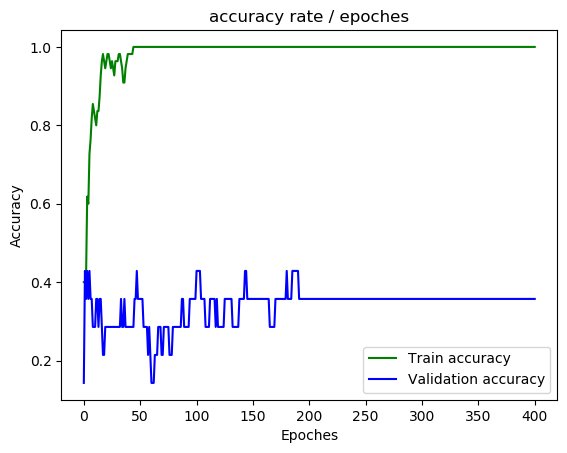 accuracy rate / epoches
Accuracy
1.0
0.8
0.6
0.4
0.2
0 50 100 150 200 250 300 350 400
Epoches
Train accuracy
Validation accuracy